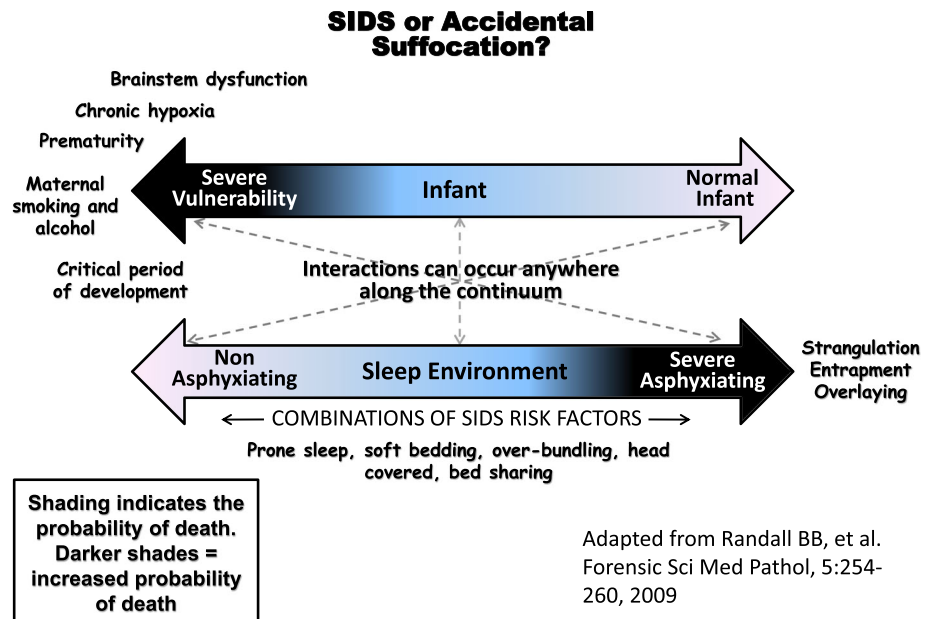 SIDS or Accidental
Suffocation?
Brainstem dysfunction
Chronic hypoxia
Prematurity
Maternal
smoking and
alcohol
Critical period
of development
Severe
Vulnerability
Infant
Normal
Infant
Interactions can occur anywhere
along the continuum
Non
Asphyxiating
Sleep Environment
Severe
Asphyxiating
Strangulation
Entrapment
Overlaying
COMBINATIONS OF SIDS RISK FACTORS
Prone sleep, soft bedding, over-bundling, head
covered, bed sharing
Shading indicates the
probability of death.
Darker shades =
increased probability
of death
Adapted from Randall BB, et al.
Forensic Sci Med Pathol, 5:254-
260, 2009